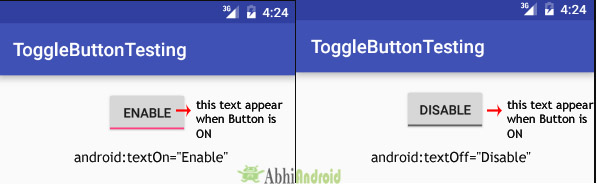 3G 4:24
ToggleButtonTesting
ENABLE
this text appear
when Button is
ON
android:textOn="Enable"
3G 4:24
ToggleButtonTesting
DISABLE
this text appear
when Button is
ON
android:textOff="Disable"
AbhiAndroid